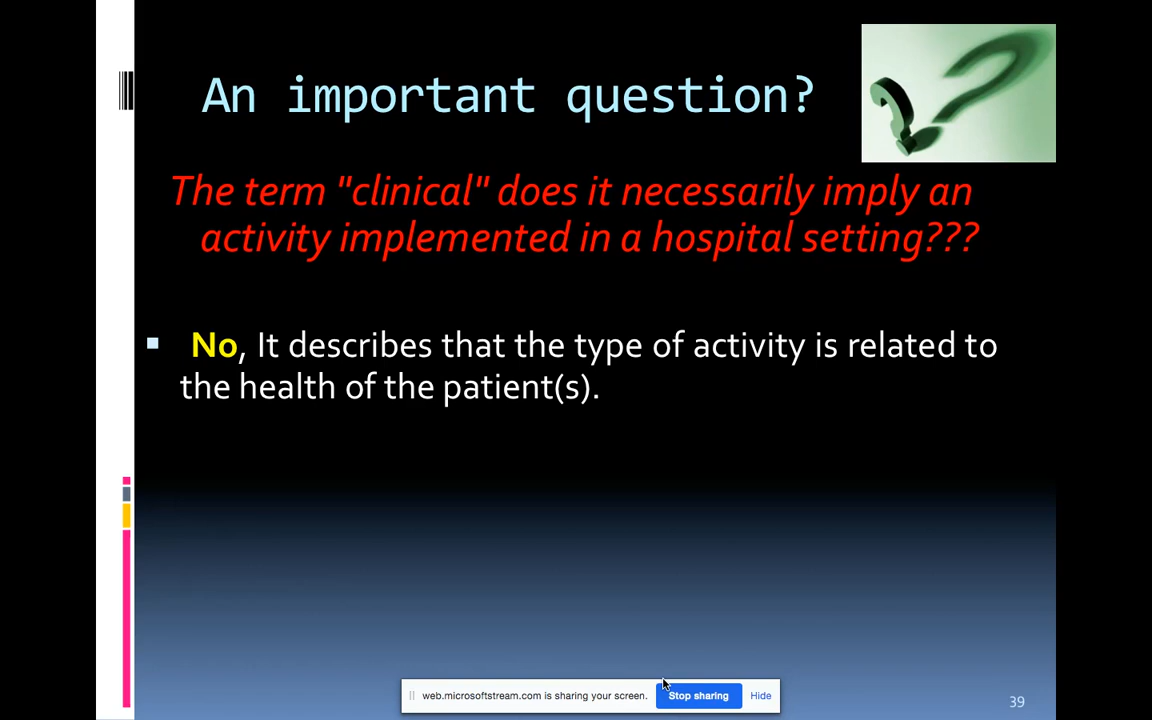 An important question?
The term "clinical" does it necessarily imply an
activity implemented in a hospital setting???
No, It describes that the type of activity is related to
the health of the patient(s).
web.microsoftstream.com is sharing your screen. Stop sharing Hide
39